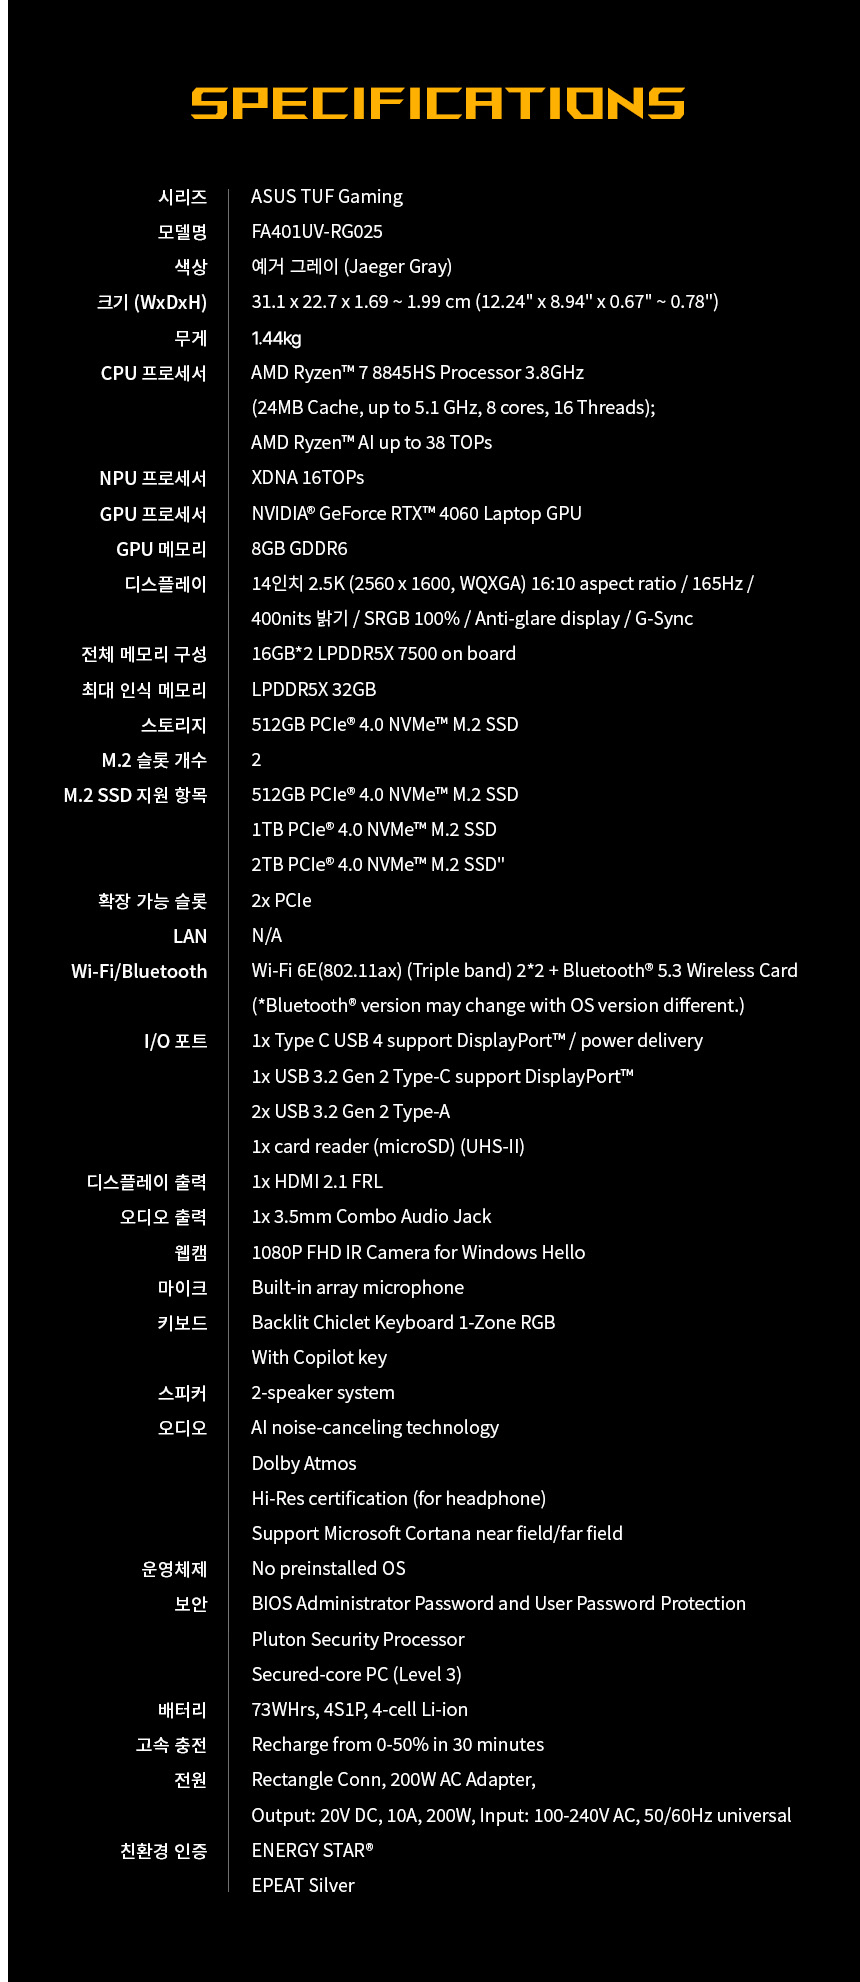 SPECIFICATIONS
시리즈 ASUS TUF Gaming
모델명 FA401UV-RG025
색상 예거 그레이 (Jaeger Gray)
크기 (WxDxH) 31.1 x 22.7 x 1.69 ~ 1.99 cm (12.24" x 8.94" x 0.67" ~ 0.78")
무게 1.44kg
CPU 프로세서 AMD Ryzen™ 7 8845HS Processor 3.8GHz
(24MB Cache, up to 5.1 GHz, 8 cores, 16 Threads);
AMD Ryzen™ AI up to 38 TOPs
NPU 프로세서 XDNA 16TOPs
GPU 프로세서 NVIDIA® GeForce RTX™ 4060 Laptop GPU
GPU 메모리 8GB GDDR6
디스플레이 14인치 2.5K (2560 x 1600, WQXGA) 16:10 aspect ratio / 165Hz /
400nits 밝기 / SRGB 100% / Anti-glare display / G-Sync
전체 메모리 구성 16GB*2 LPDDR5X 7500 on board
최대 인식 메모리 LPDDR5X 32GB
스토리지 512GB PCIe® 4.0 NVMe™ M.2 SSD
M.2 슬롯 개수 2
M.2 SSD 지원 항목 512GB PCIe® 4.0 NVMe™ M.2 SSD
1TB PCIe® 4.0 NVMe™ M.2 SSD
2TB PCIe® 4.0 NVMe™ M.2 SSD"
확장 가능 슬롯 2x PCIe
LAN N/A
Wi-Fi/Bluetooth Wi-Fi 6E(802.11ax) (Triple band) 2*2 + Bluetooth® 5.3 Wireless Card
(*Bluetooth® version may change with OS version different.)
I/O 포트 1x Type C USB 4 support DisplayPort™ / power delivery
1x USB 3.2 Gen 2 Type-C support DisplayPort™
2x USB 3.2 Gen 2 Type-A
1x card reader (microSD) (UHS-II)
디스플레이 출력 1x HDMI 2.1 FRL
오디오 출력 1x 3.5mm Combo Audio Jack
웹캠 1080P FHD IR Camera for Windows Hello
마이크 Built-in array microphone
키보드 Backlit Chiclet Keyboard 1-Zone RGB
With Copilot key
스피커 2-speaker system
오디오 AI noise-canceling technology
Dolby Atmos
Hi-Res certification (for headphone)
Support Microsoft Cortana near field/far field
운영체제 No preinstalled OS
보안 BIOS Administrator Password and User Password Protection
Pluton Security Processor
Secured-core PC (Level 3)
배터리 73WHrs, 4S1P, 4-cell Li-ion
고속 충전 Recharge from 0-50% in 30 minutes
전원 Rectangle Conn, 200W AC Adapter,
Output: 20V DC, 10A, 200W, Input: 100-240V AC, 50/60Hz universal
친환경 인증 ENERGY STAR®
EPEAT Silver